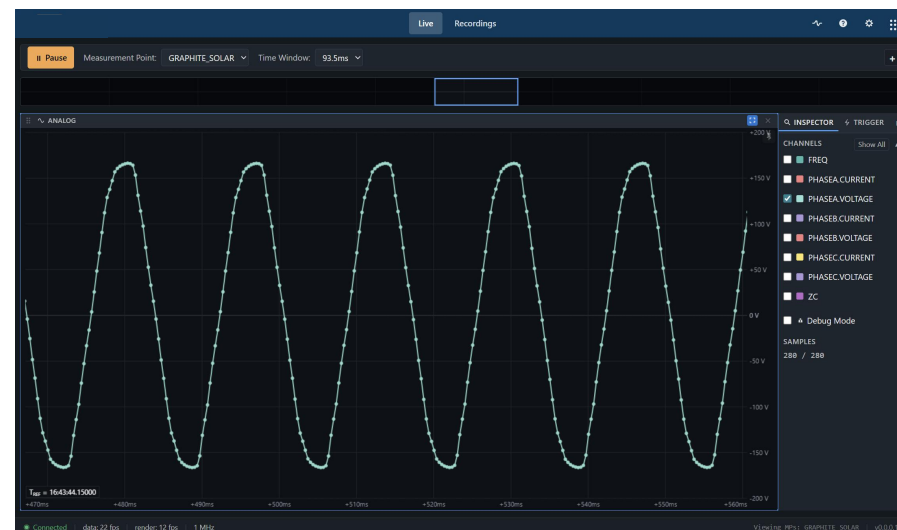 Live Recordings
Pause Measurement Point: GRAPHITE_SOLAR Time Window: 93.5ms
+
ANALOG
+200 V
+150 V
+100 V
+50 V
0 V
-50 V
-100 V
-150 V
-200 V
= 16:43:44.15000
+470ms +480ms +490ms +500ms +510ms +520ms +530ms +540ms +550ms +560ms
INSPECTOR TRIGGER
CHANNELS Show All
FREQ
PHASEA.CURRENT
PHASEA.VOLTAGE
PHASEB.CURRENT
PHASEB.VOLTAGE
PHASEC.CURRENT
PHASEC.VOLTAGE
ZC
Debug Mode
SAMPLES
280 / 280
Connected data: 22 fps render: 12 fps 1 MHz
Viewing MPs: GRAPHITE_SOLAR